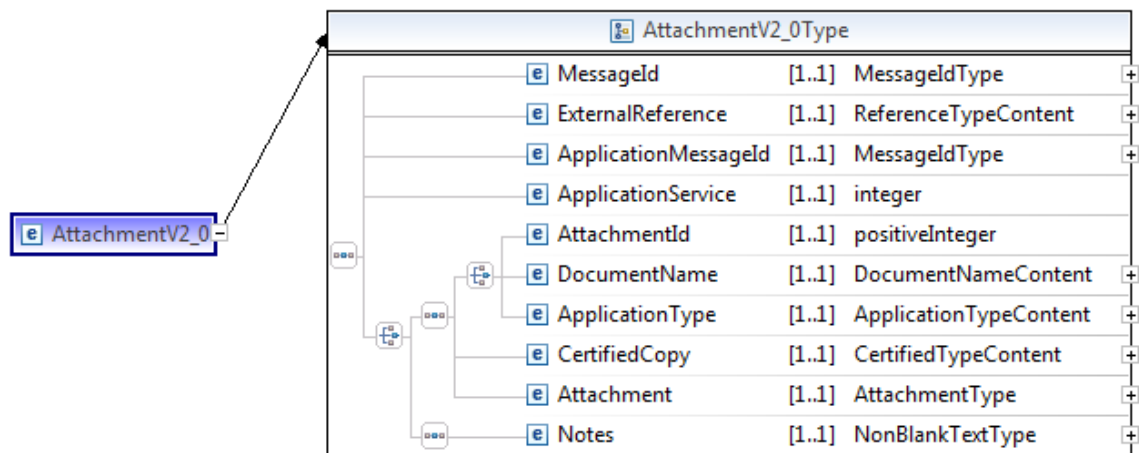 AttachmentV2_0Type
e MessageId [1..1] MessageIdType
e ExternalReference [1..1] ReferenceTypeContent
e ApplicationMessageId [1..1] MessageIdType
e ApplicationService [1..1] integer
e AttachmentV2_0
e AttachmentId [1..1] positiveInteger
e DocumentName [1..1] DocumentNameContent
e ApplicationType [1..1] ApplicationTypeContent
e CertifiedCopy [1..1] CertifiedTypeContent
e Attachment [1..1] AttachmentType
e Notes [1..1] NonBlankTextType